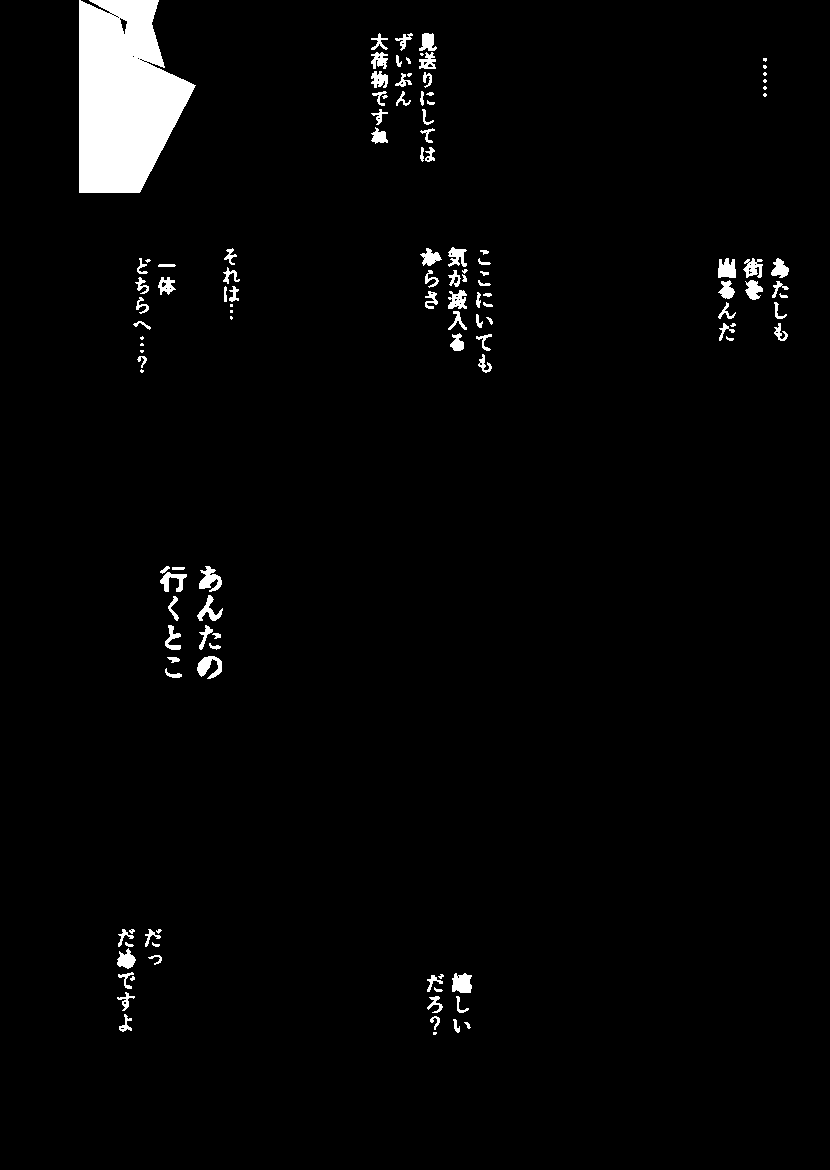 ……
見送りにしては
ずいぶん
大荷物ですね
あたしも
街を
出るんだ
ここにいても
気が滅入る
からさ
それは…
一体
どちらへ…?
あんたの
行くとこ
嬉しい
だろ?
だっ
だめですよ